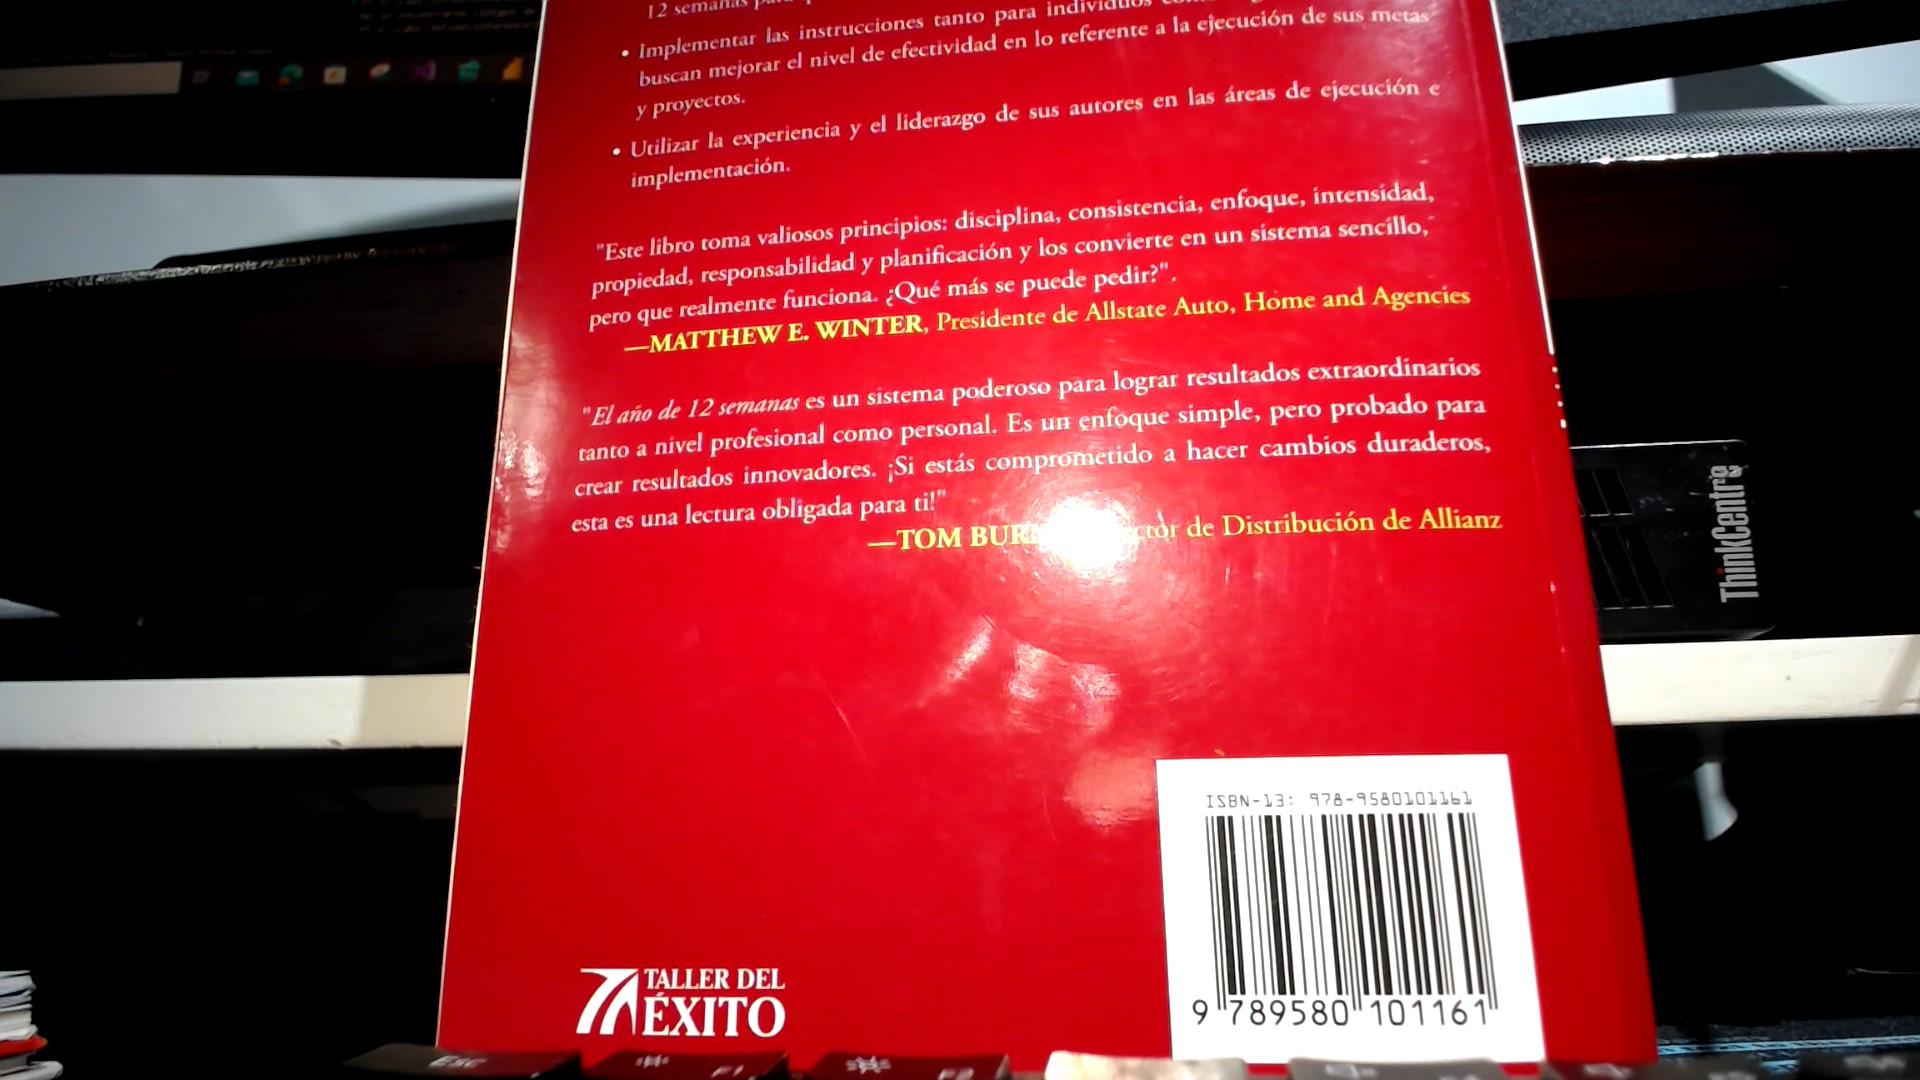 12 semanas
• Implementar las instrucciones tanto para individuos
buscan mejorar el nivel de efectividad en lo referente a la ejecución de sus metas
y proyectos.
• Utilizar la experiencia y el liderazgo de sus autores en las áreas de ejecución e
implementación.
"Este libro toma valiosos principios: disciplina, consistencia, enfoque, intensidad,
propiedad, responsabilidad y planificación y los convierte en un sistema sencillo,
pero que realmente funciona. ¿Qué más se puede pedir?".
—MATTHEW E. WINTER, Presidente de Allstate Auto, Home and Agencies
"El año de 12 semanas es un sistema poderoso para lograr resultados extraordinarios
tanto a nivel profesional como personal. Es un enfoque simple, pero probado para
crear resultados innovadores. ¡Si estás comprometido a hacer cambios duraderos,
esta es una lectura obligada para ti!"
—TOM de Distribución de Allianz
ThinkCentre
ISBN-13: 978-9580101161
9 789580 101161
TALLER DEL
ÉXITO
Esc F1 F2